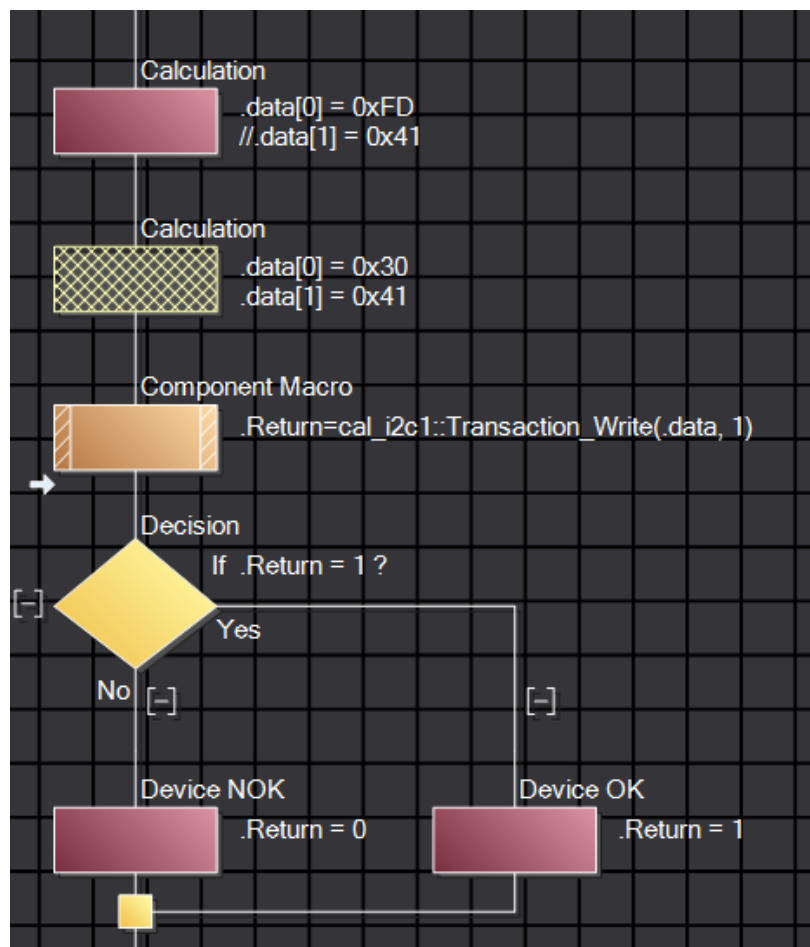 Calculation
.data[0] = 0xFD
//.data[1] = 0x41
Calculation
.data[0] = 0x30
.data[1] = 0x41
Component Macro
.Return=cal_i2c1::Transaction_Write(.data, 1)
Decision
If .Return = 1 ?
[-]
Yes
No
[-]
[-]
Device NOK
.Return = 0
Device OK
.Return = 1